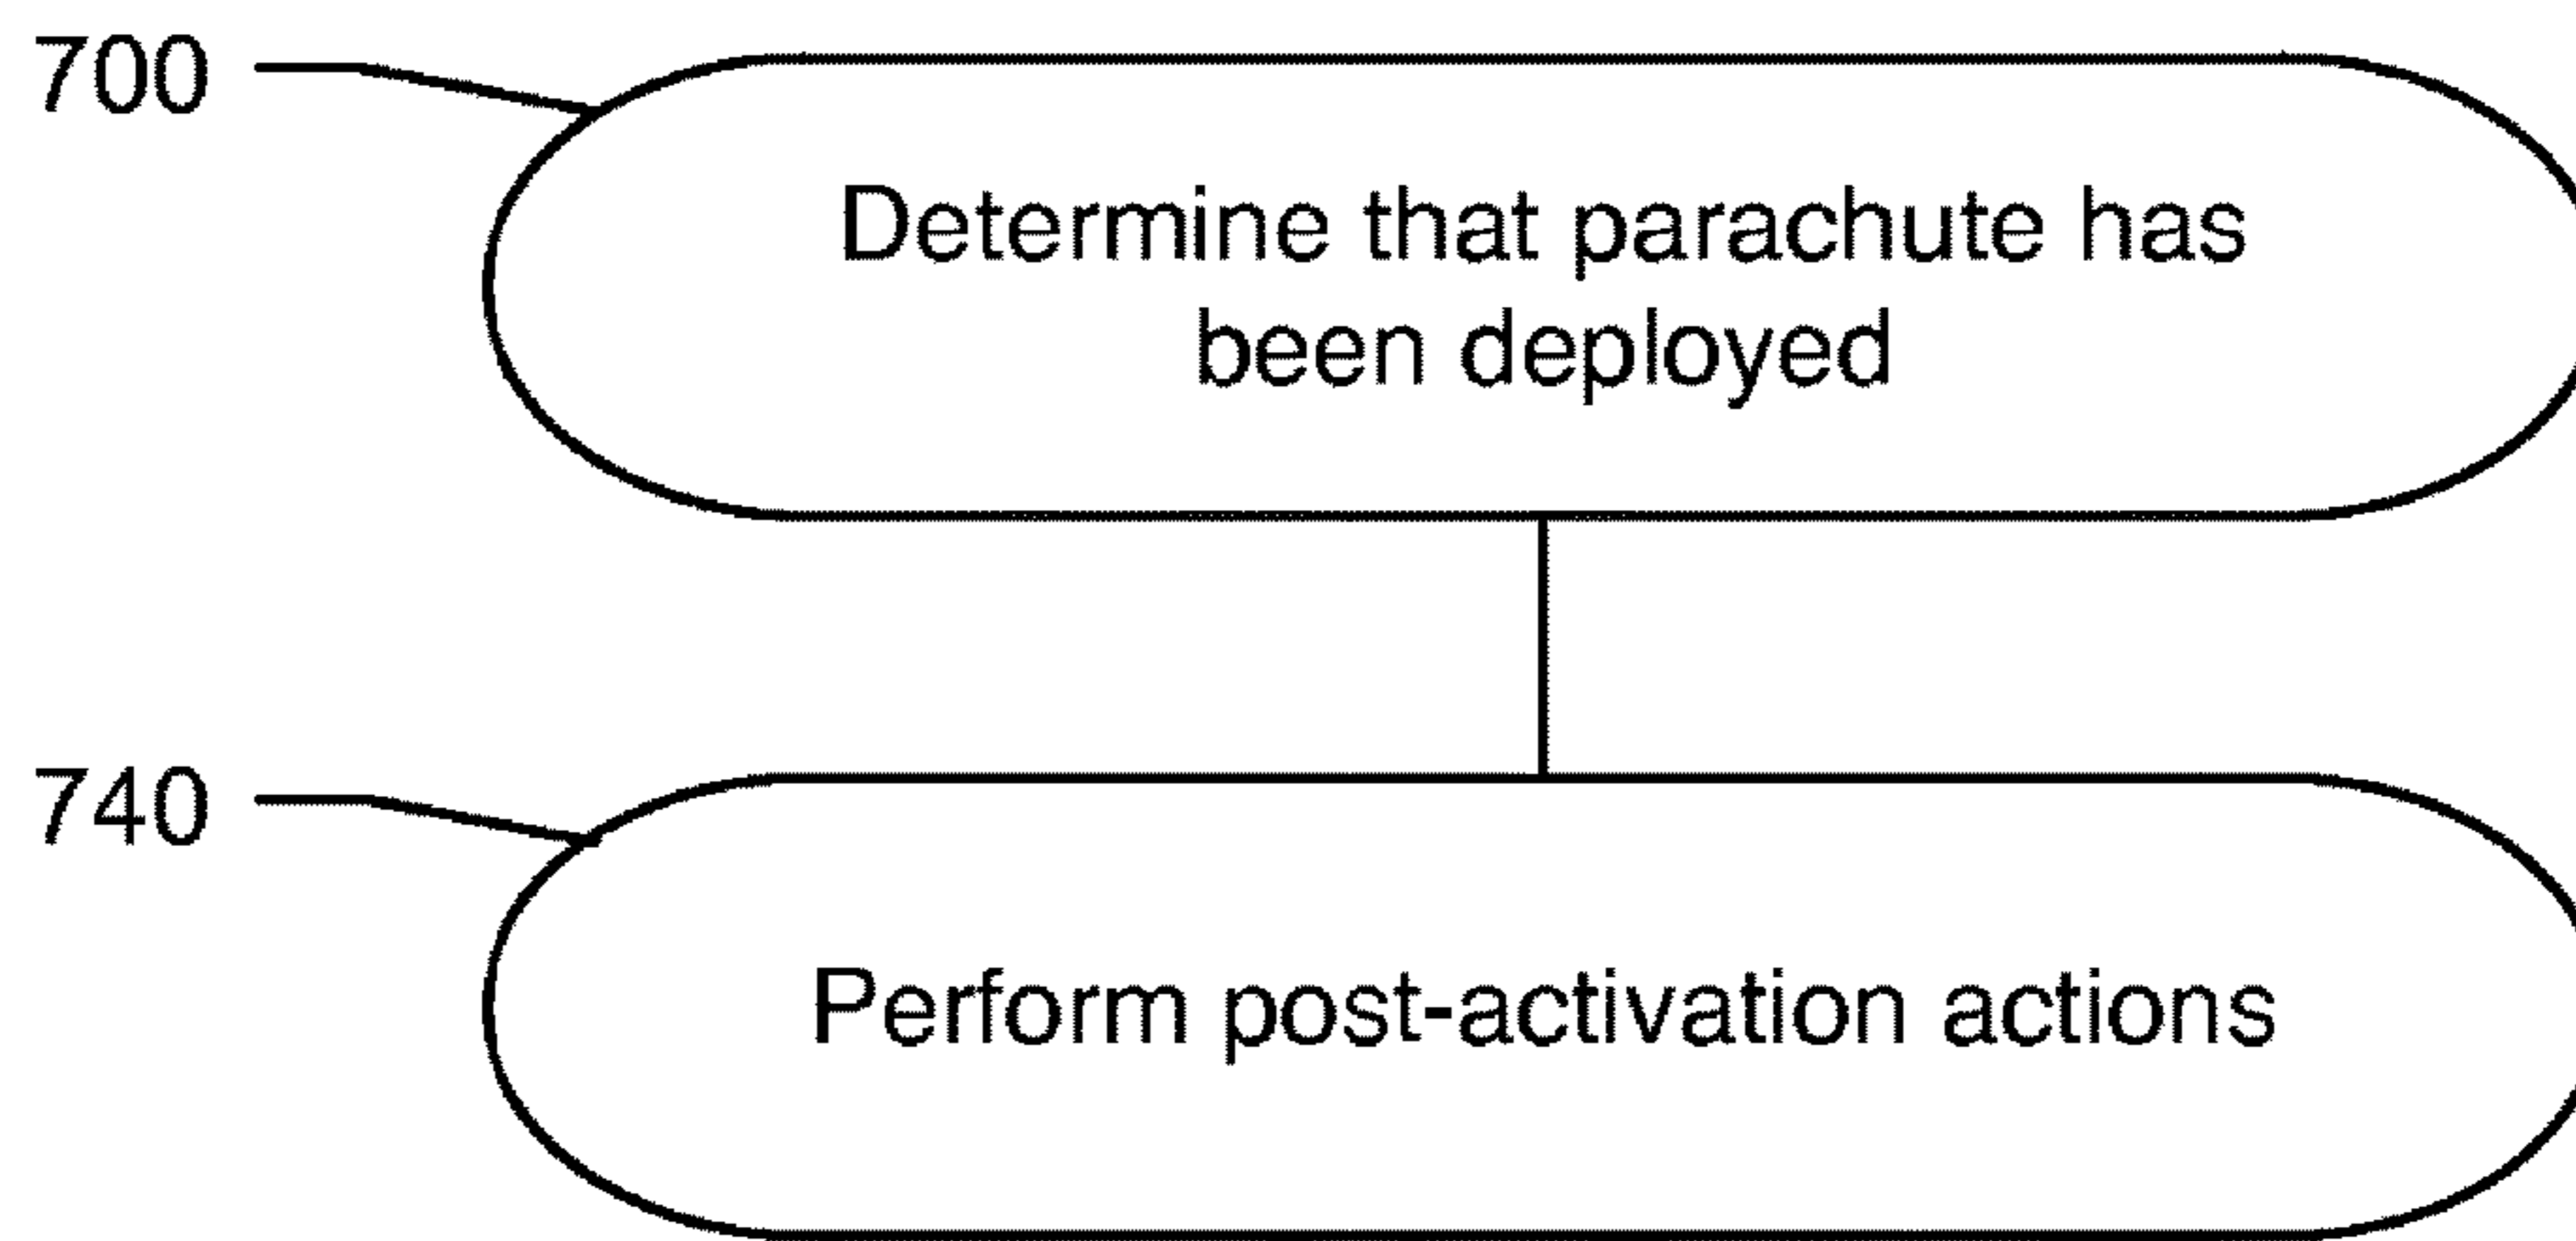 700
Determine that parachute has
been deployed
740
Perform post-activation actions